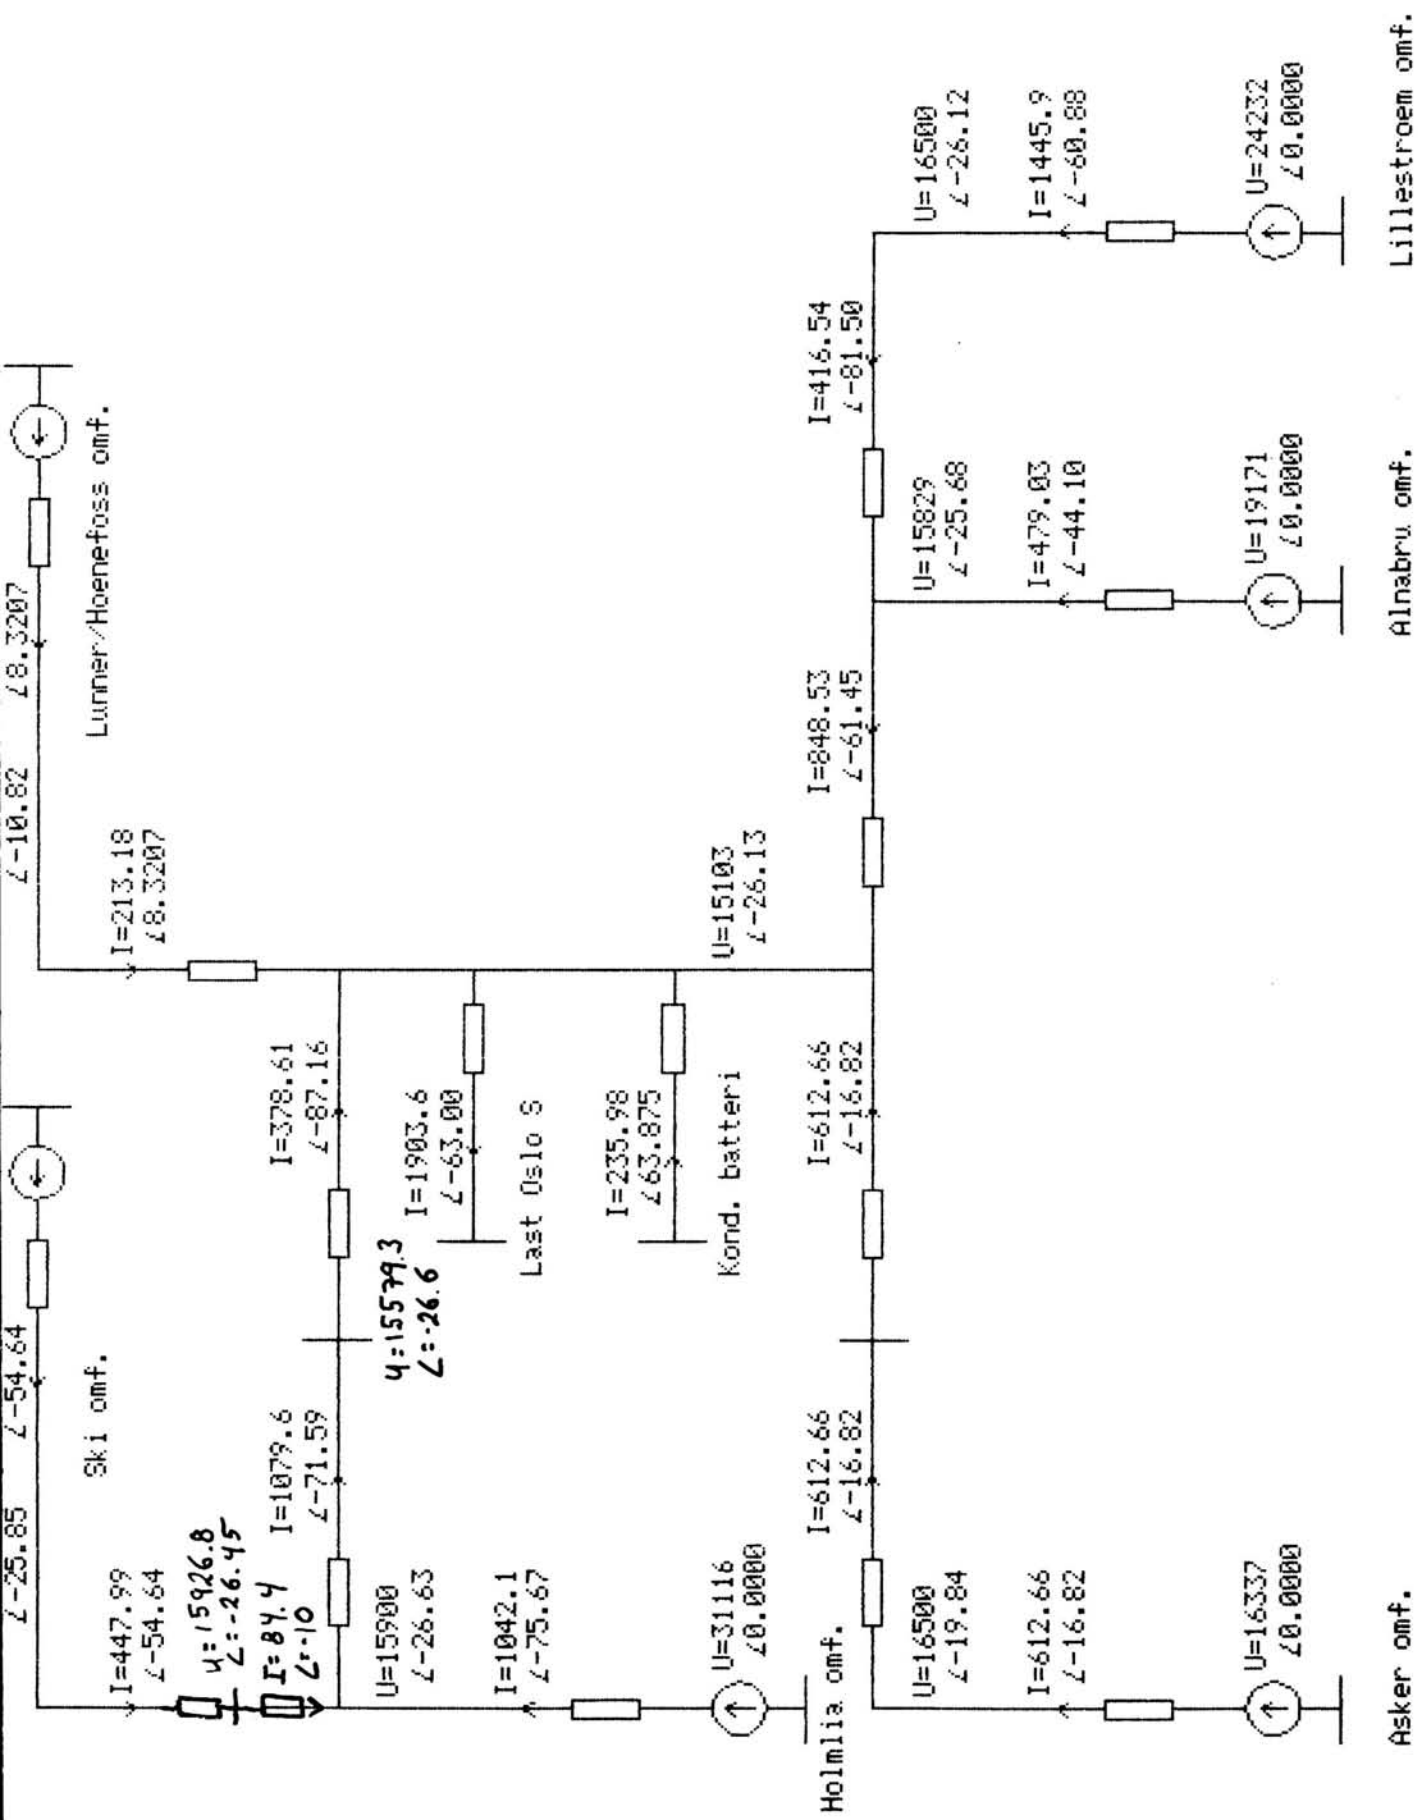 ∠-25.85 ∠-54.64
∠-10.82 ∠8.3207
Ski omf.
Lunner/Hoenefoss omf.
I=447.99
∠-54.64
U=15926.8
∠=-26.45
I=84.4
∠=-10
I=213.18
∠8.3207
I=1079.6
∠-71.59
I=378.61
∠-87.16
U=15579.3
∠=-26.6
U=15900
∠-26.63
I=1903.6
∠-63.00
Last Oslo S
I=1042.1
∠-75.67
I=235.98
∠63.875
Kond. batteri
U=31116
∠0.0000
Holmlia omf.
U=15103
∠-26.13
I=612.66
∠-16.82
I=612.66
∠-16.82
I=848.53
∠-61.45
I=416.54
∠-81.50
U=16500
∠-19.84
U=15829
∠-25.68
U=16500
∠-26.12
I=612.66
∠-16.82
I=479.03
∠-44.10
I=1445.9
∠-60.88
U=16337
∠0.0000
U=19171
∠0.0000
U=24232
∠0.0000
Asker omf.
Alnabru omf.
Lillestroem omf.